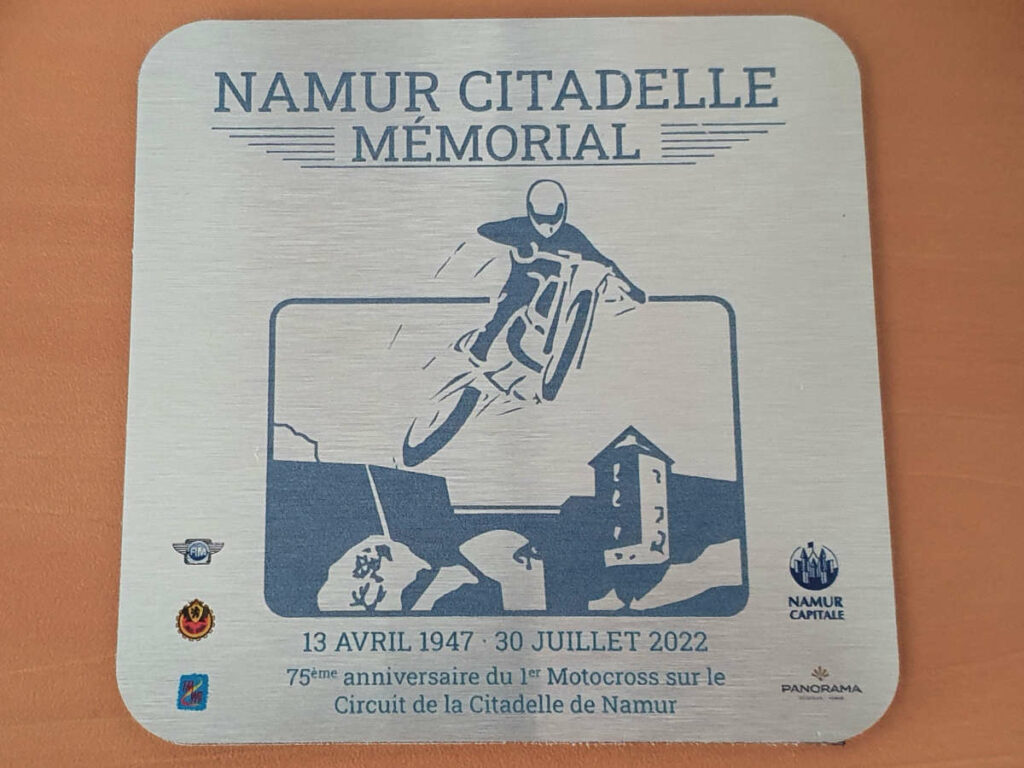 NAMUR CITADELLE
MÉMORIAL
FIM
NAMUR
CAPITALE
13 AVRIL 1947 · 30 JUILLET 2022
75ème anniversaire du 1er Motocross sur le
Circuit de la Citadelle de Namur
PANORAMA